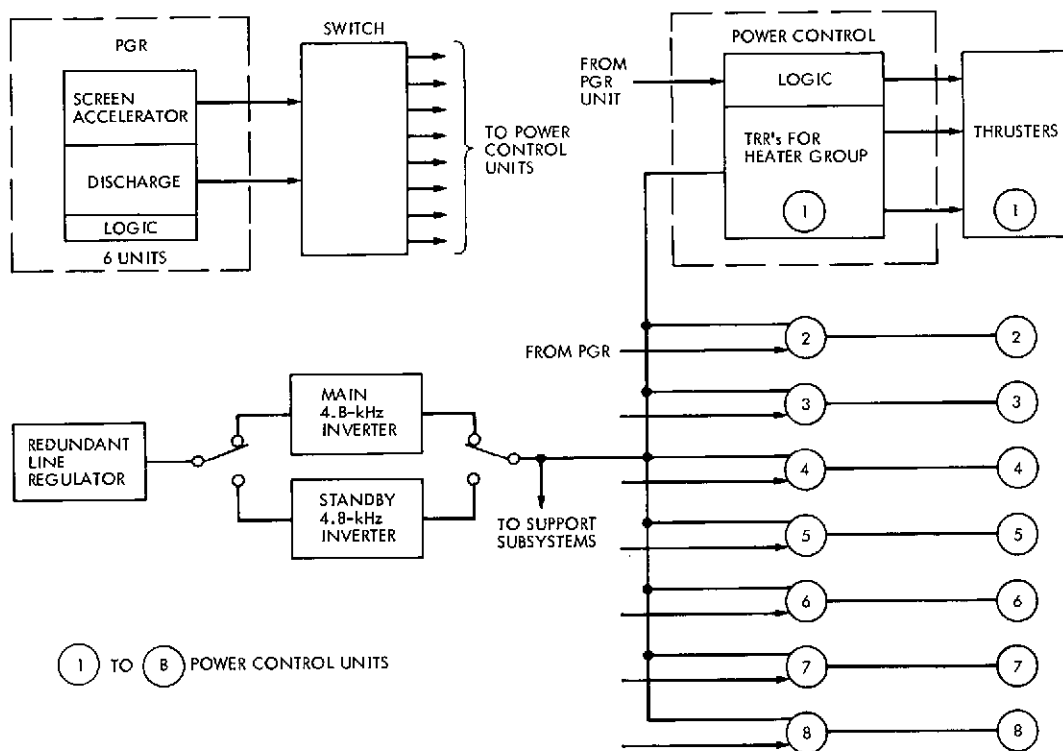 PGR
SCREEN
ACCELERATOR
DISCHARGE
LOGIC
6 UNITS
SWITCH
TO POWER
CONTROL
UNITS
POWER CONTROL
FROM
PGR
UNIT
LOGIC
TRR's FOR
HEATER GROUP
1
THRUSTERS
1
FROM PGR
2
2
3
3
4
4
5
5
6
6
7
7
8
8
REDUNDANT
LINE
REGULATOR
MAIN
4.8-kHz
INVERTER
STANDBY
4.8-kHz
INVERTER
TO SUPPORT
SUBSYSTEMS
1 TO 8 POWER CONTROL UNITS